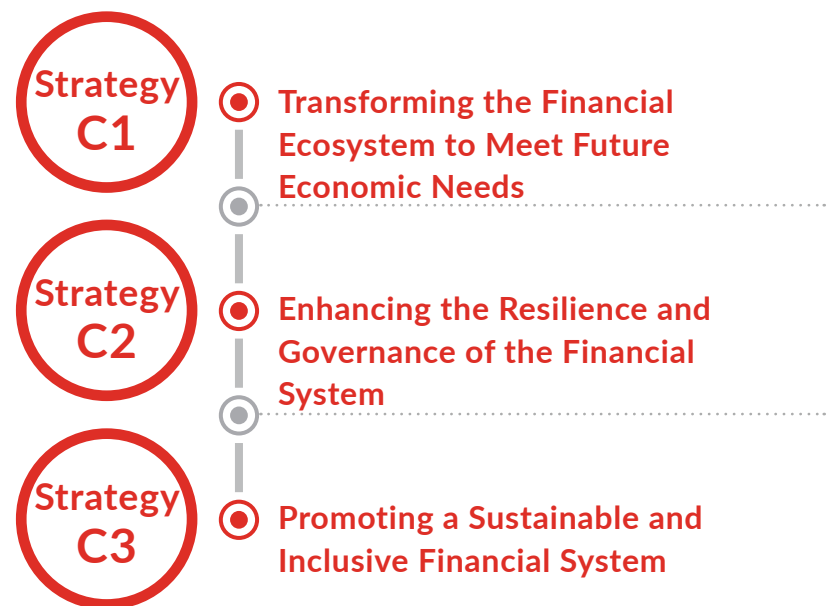 Strategy
C1
Transforming the Financial
Ecosystem to Meet Future
Economic Needs
Strategy
C2
Enhancing the Resilience and
Governance of the Financial
System
Strategy
C3
Promoting a Sustainable and
Inclusive Financial System